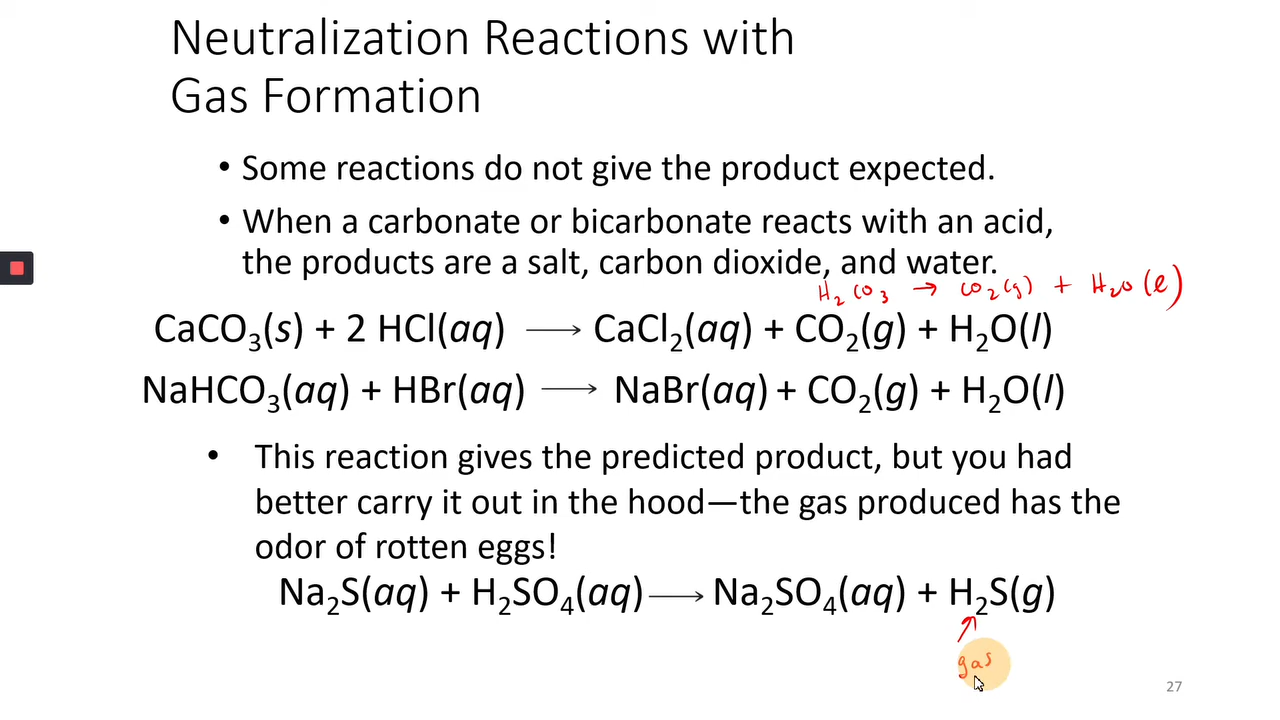 Neutralization Reactions with
Gas Formation
• Some reactions do not give the product expected.
• When a carbonate or bicarbonate reacts with an acid,
the products are a salt, carbon dioxide, and water.
H₂CO₃ → CO₂(g) + H₂O(l)
CaCO₃(s) + 2 HCl(aq) ⟶ CaCl₂(aq) + CO₂(g) + H₂O(l)
NaHCO₃(aq) + HBr(aq) ⟶ NaBr(aq) + CO₂(g) + H₂O(l)
• This reaction gives the predicted product, but you had
better carry it out in the hood—the gas produced has the
odor of rotten eggs!
Na₂S(aq) + H₂SO₄(aq) ⟶ Na₂SO₄(aq) + H₂S(g)
gas
27